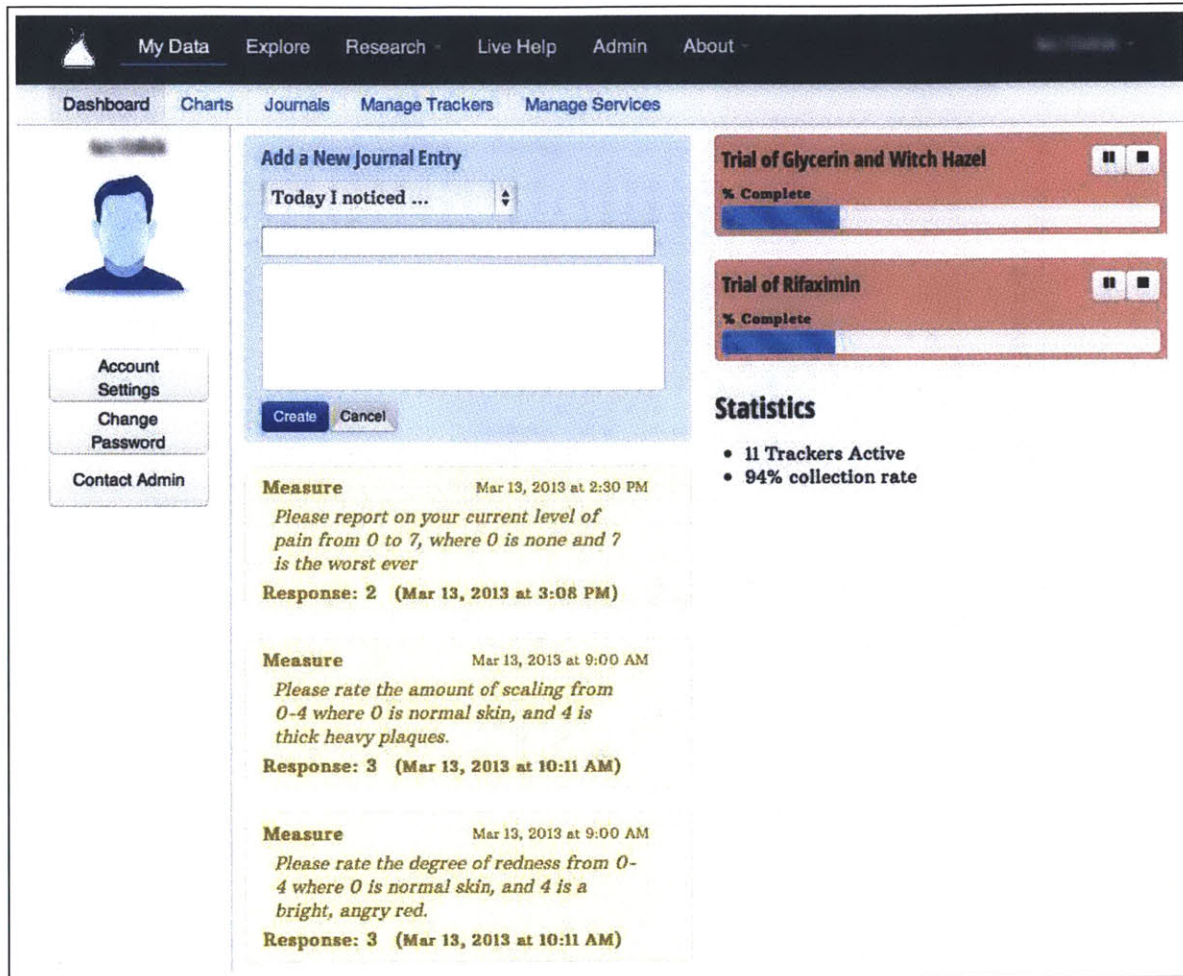 My Data Explore Research Live Help Admin About
Dashboard Charts Journals Manage Trackers Manage Services
Account
Settings
Change
Password
Contact Admin
Add a New Journal Entry
Today I noticed ...
Create Cancel
Measure Mar 13, 2013 at 2:30 PM
Please report on your current level of
pain from 0 to 7, where 0 is none and 7
is the worst ever
Response: 2 (Mar 13, 2013 at 3:08 PM)
Measure Mar 13, 2013 at 9:00 AM
Please rate the amount of scaling from
0-4 where 0 is normal skin, and 4 is
thick heavy plaques.
Response: 3 (Mar 13, 2013 at 10:11 AM)
Measure Mar 13, 2013 at 9:00 AM
Please rate the degree of redness from 0-
4 where 0 is normal skin, and 4 is a
bright, angry red.
Response: 3 (Mar 13, 2013 at 10:11 AM)
Trial of Glycerin and Witch Hazel
% Complete
Trial of Rifaximin
% Complete
Statistics
• 11 Trackers Active
• 94% collection rate